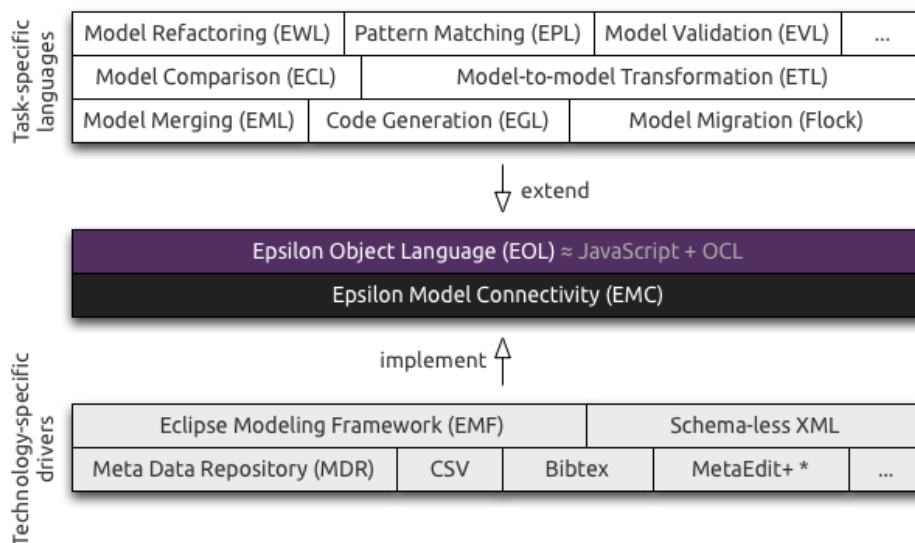 Task-specific
languages
Model Refactoring (EWL) Pattern Matching (EPL) Model Validation (EVL) ...
Model Comparison (ECL) Model-to-model Transformation (ETL)
Model Merging (EML) Code Generation (EGL) Model Migration (Flock)
extend
Epsilon Object Language (EOL) ≈ JavaScript + OCL
Epsilon Model Connectivity (EMC)
implement
Technology-specific
drivers
Eclipse Modeling Framework (EMF) Schema-less XML
Meta Data Repository (MDR) CSV Bibtex MetaEdit+ * ...